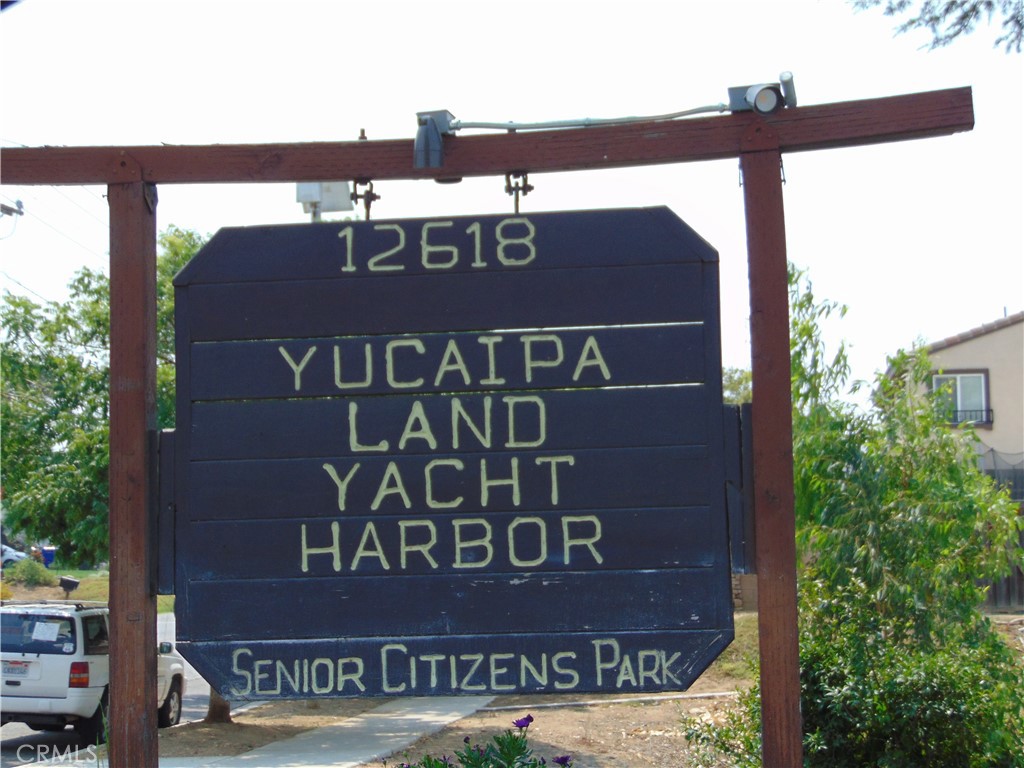 12618
YUCAIPA
LAND
YACHT
HARBOR
SENIOR CITIZENS PARK
CRMLS